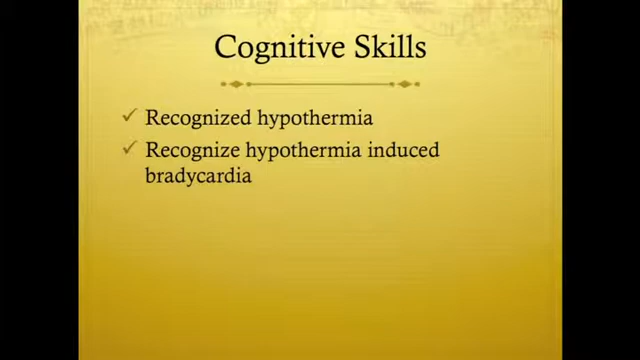 Cognitive Skills
Recognized hypothermia
Recognize hypothermia induced
bradycardia